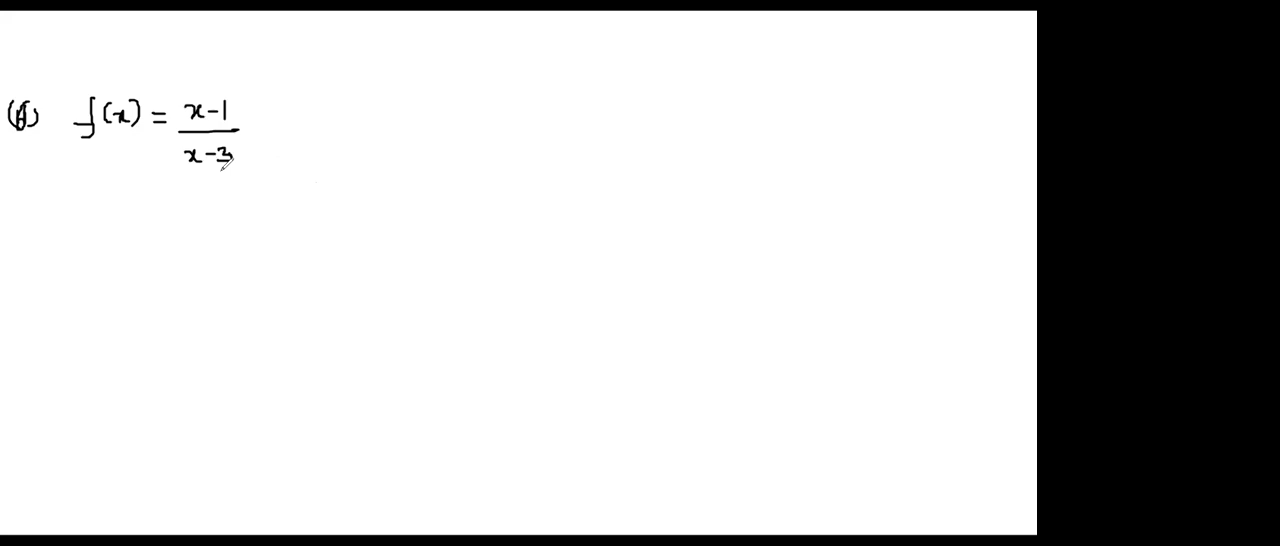 f(x) = x-1
x-3